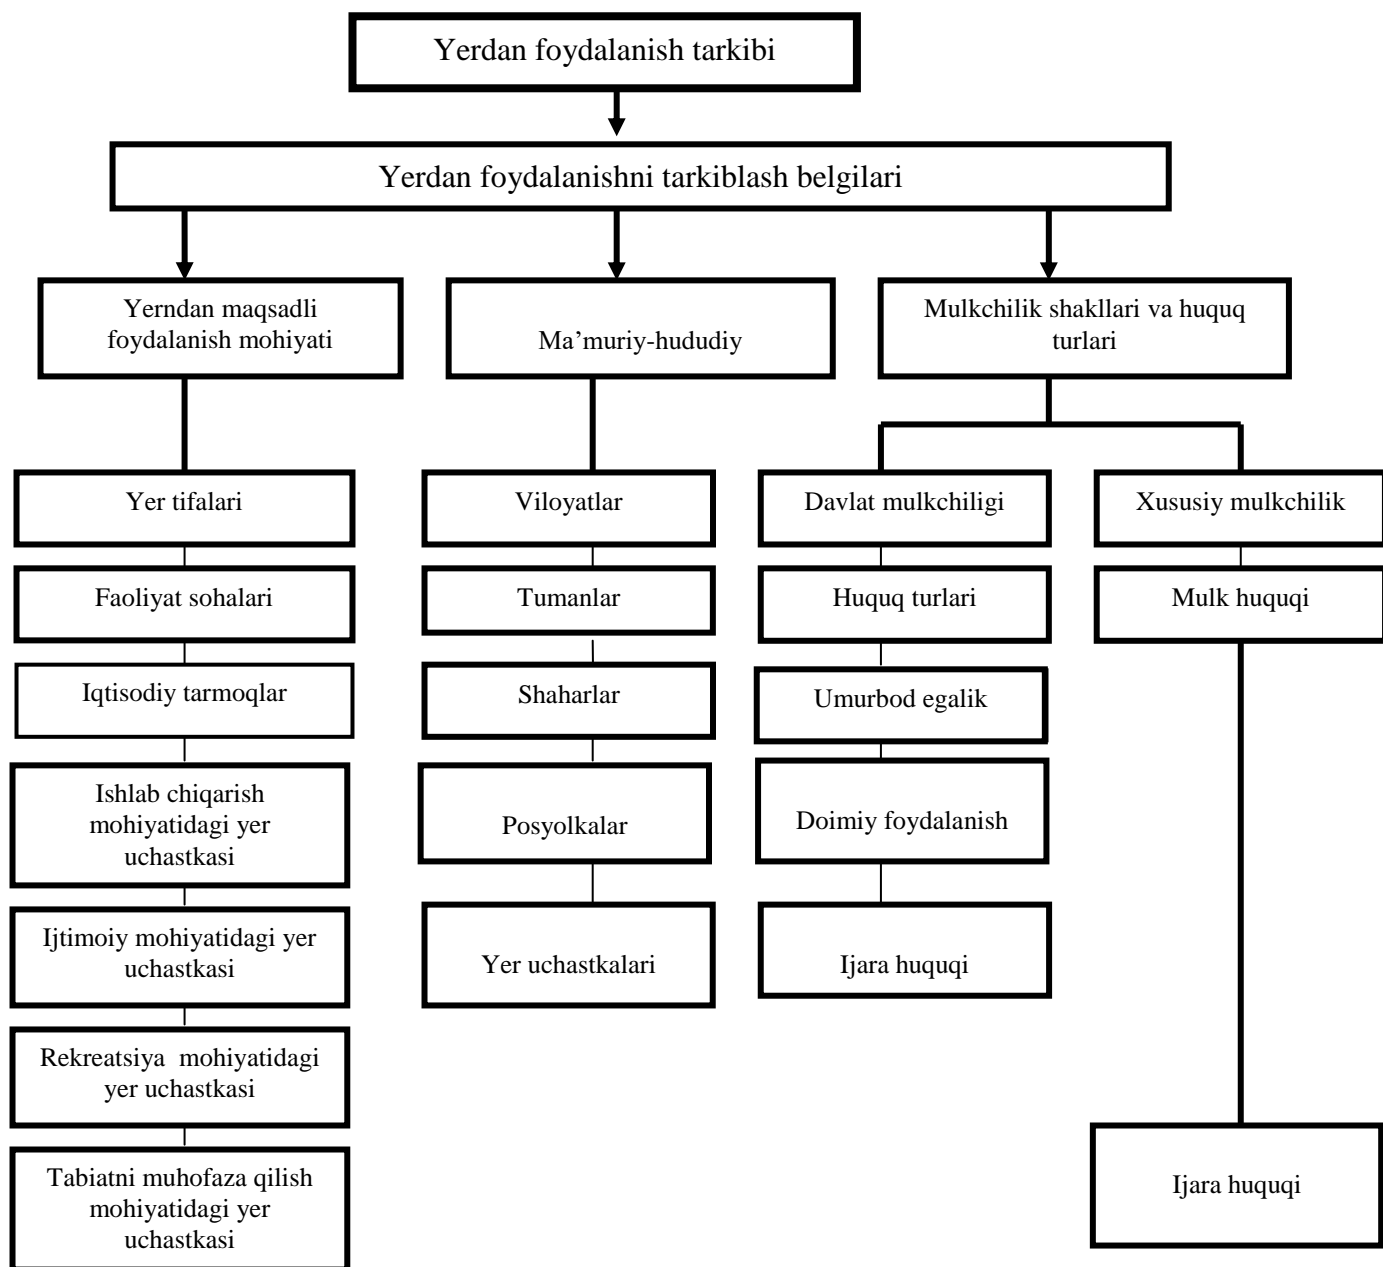 Yerdan foydalanish tarkibi
Yerdan foydalanishni tarkiblash belgilari
Yerndan maqsadli
foydalanish mohiyati
Ma’muriy-hududiy
Mulkchilik shakllari va huquq
turlari
Yer tifalari
Viloyatlar
Davlat mulkchiligi
Xususiy mulkchilik
Faoliyat sohalari
Tumanlar
Huquq turlari
Mulk huquqi
Iqtisodiy tarmoqlar
Shaharlar
Umurbod egalik
Ishlab chiqarish
mohiyatidagi yer
uchastkasi
Posyolkalar
Doimiy foydalanish
Ijtimoiy mohiyatidagi yer
uchastkasi
Yer uchastkalari
Ijara huquqi
Rekreatsiya mohiyatidagi
yer uchastkasi
Tabiatni muhofaza qilish
mohiyatidagi yer
uchastkasi
Ijara huquqi